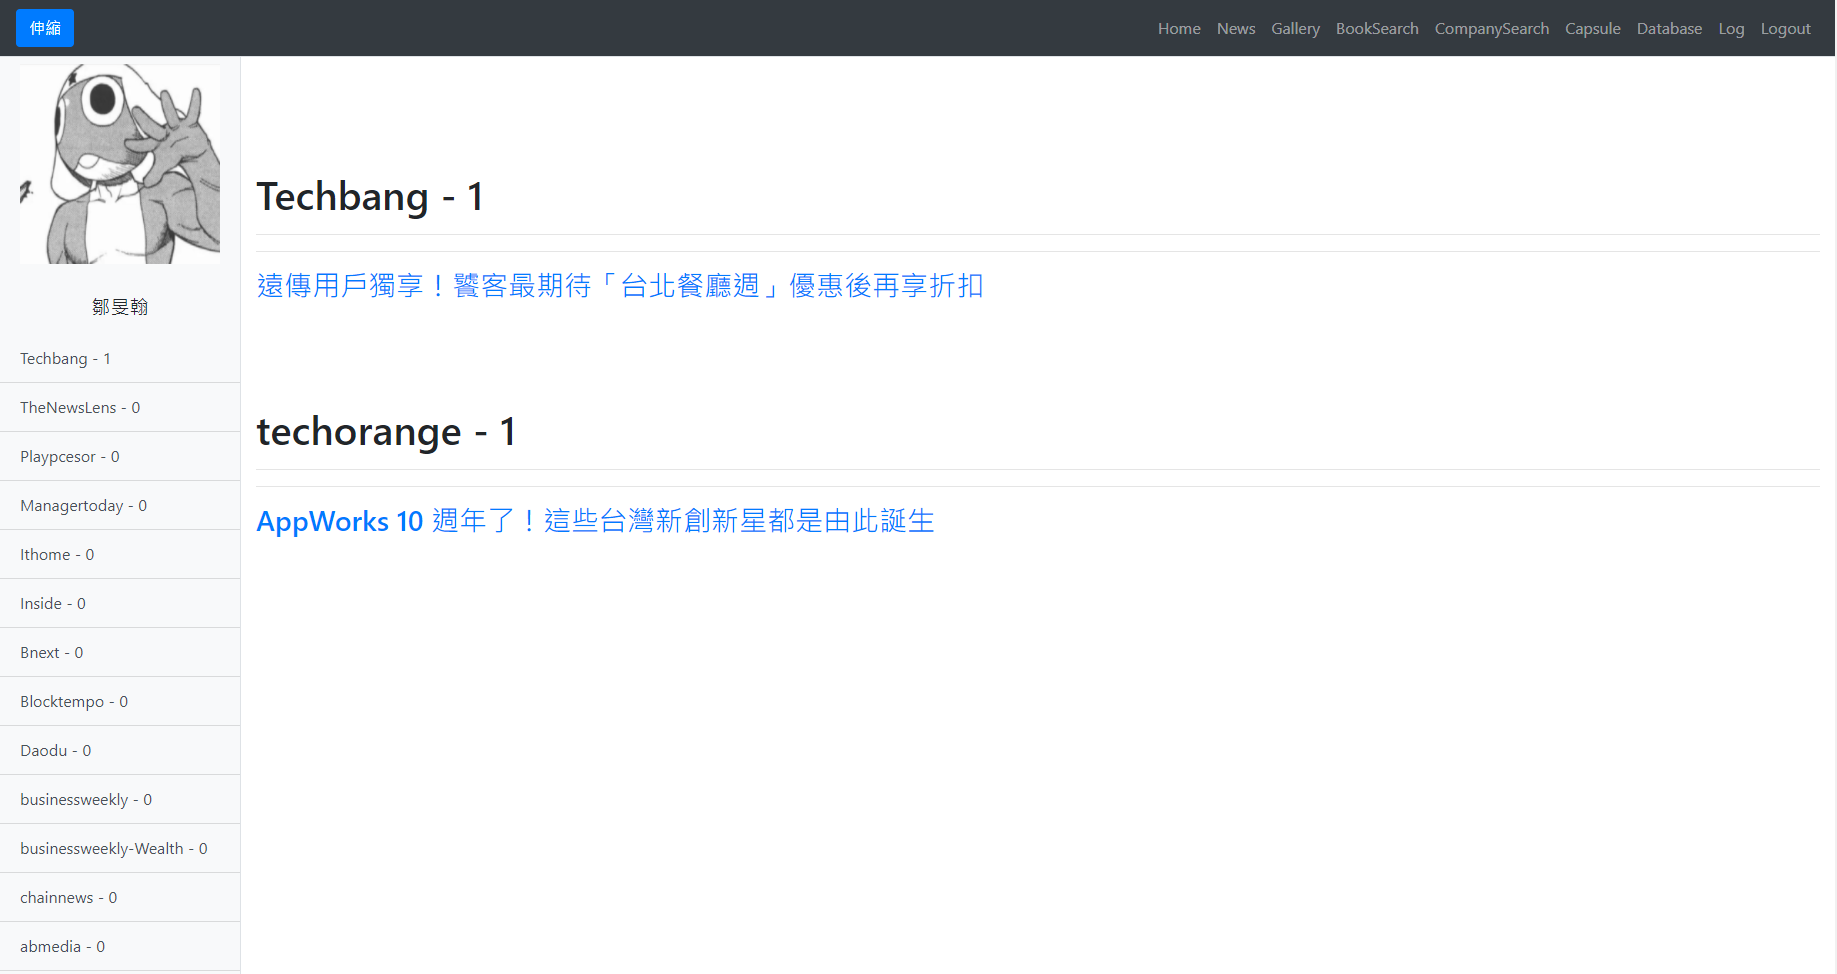 伸縮
Home News Gallery BookSearch CompanySearch Capsule Database Log Logout
鄒旻翰
Techbang - 1
TheNewsLens - 0
Playpcesor - 0
Managertoday - 0
Ithome - 0
Inside - 0
Bnext - 0
Blocktempo - 0
Daodu - 0
businessweekly - 0
businessweekly-Wealth - 0
chainnews - 0
abmedia - 0
Techbang - 1
遠傳用戶獨享！饕客最期待「台北餐廳週」優惠後再享折扣
techorange - 1
AppWorks 10 週年了！這些台灣新創新星都是由此誕生